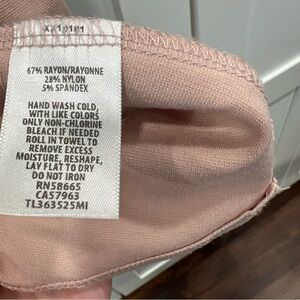 67% RAYON/RAYONNE
28% NYLON
5% SPANDEX
HAND WASH COLD,
WITH LIKE COLORS
ONLY NON-CHLORINE
BLEACH IF NEEDED
ROLL IN TOWEL TO
REMOVE EXCESS
MOISTURE, RESHAPE,
LAY FLAT TO DRY
DO NOT IRON
RN58665
CA57963
TL363525MI